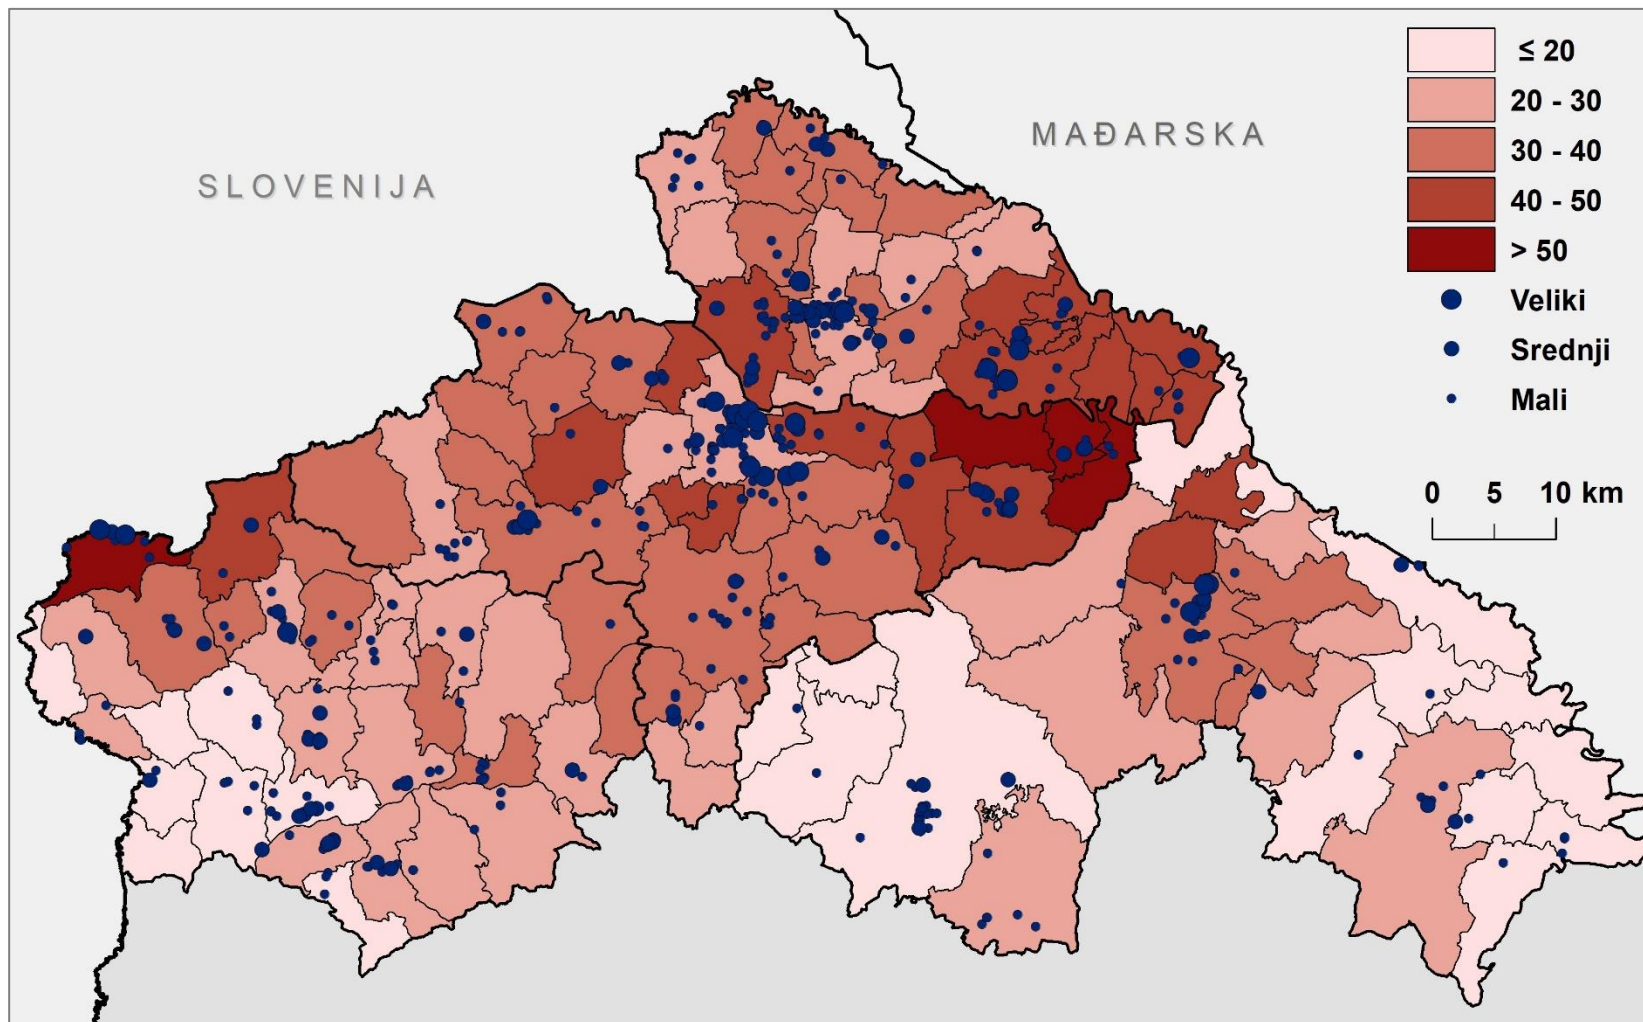 ≤ 20
20 - 30
30 - 40
40 - 50
> 50
Veliki
Srednji
Mali
MAĐARSKA
SLOVENIJA
0 5 10 km